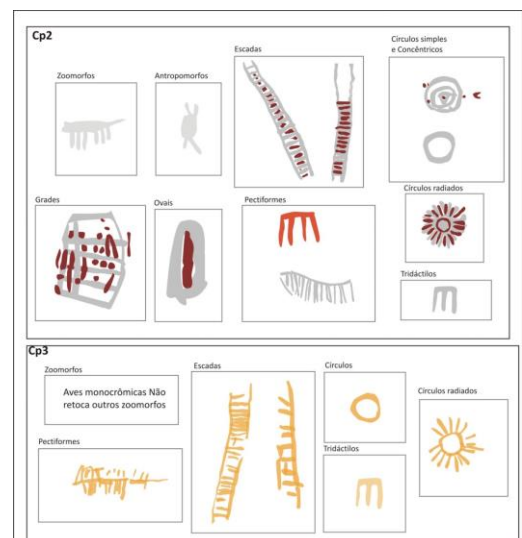 Cp2
Escadas
Círculos simples
e Concêntricos
Zoomorfos
Antropomorfos
Grades
Ovais
Pectiformes
Círculos radiados
Tridáctilos
Cp3
Zoomorfos
Aves monocrômicas Não
retoca outros zoomorfos
Escadas
Círculos
Círculos radiados
Pectiformes
Tridáctilos